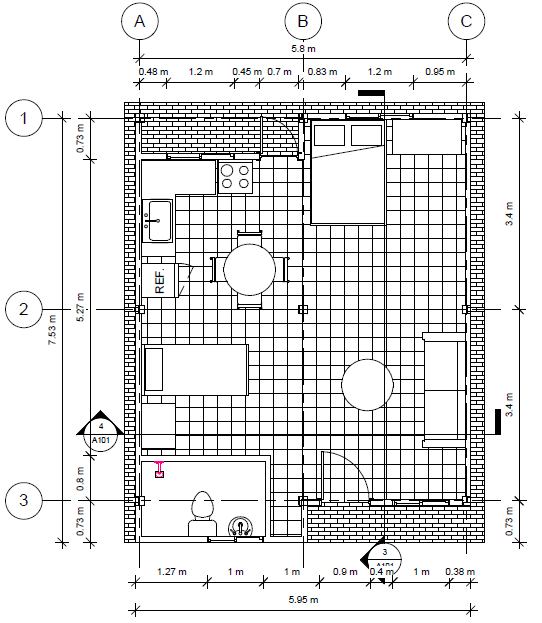 A B C
5.8 m
0.48 m 1.2 m 0.45 m 0.7 m 0.83 m 1.2 m 0.95 m
1
0.73 m
3.4 m
REF.
2
5.27 m
7.53 m
3.4 m
4
A101
0.8 m
3
0.73 m
0.73 m
3
A101
1.27 m 1 m 1 m 0.9 m 0.4 m 1 m 0.38 m
5.95 m